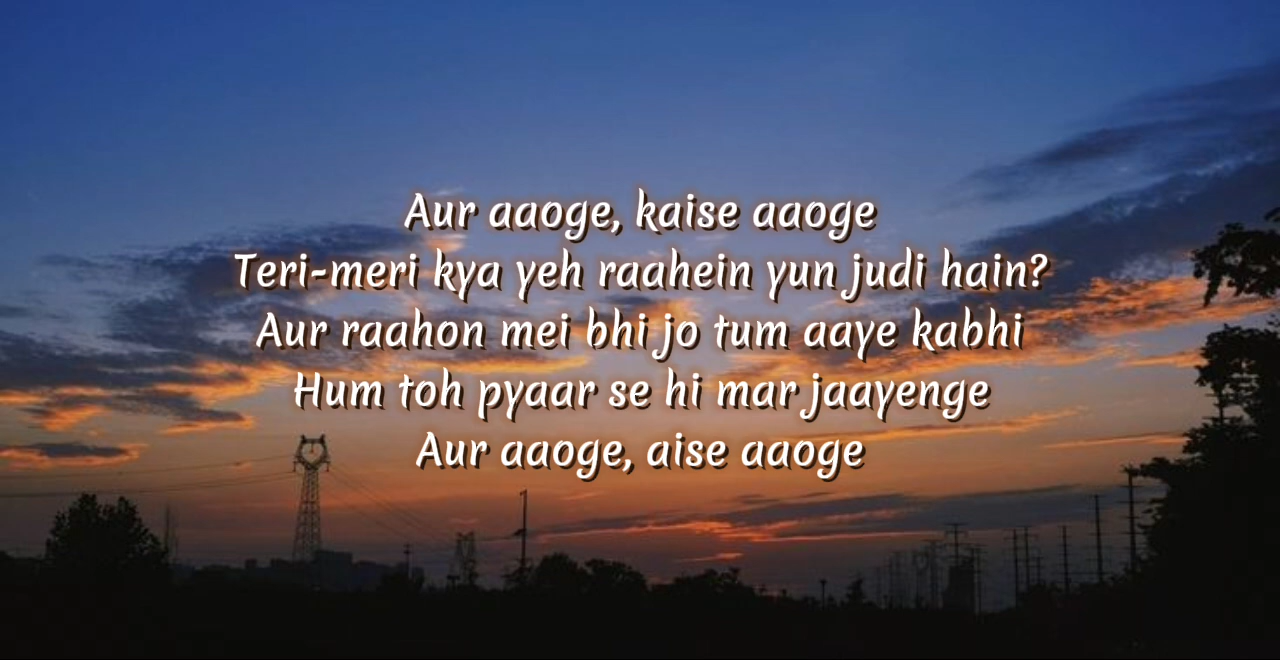 Aur aaoge, kaise aaoge
Teri-meri kya yeh raahein yun judi hain?
Aur raahon mei bhi jo tum aaye kabhi
Hum toh pyaar se hi mar jaayenge
Aur aaoge, aise aaoge